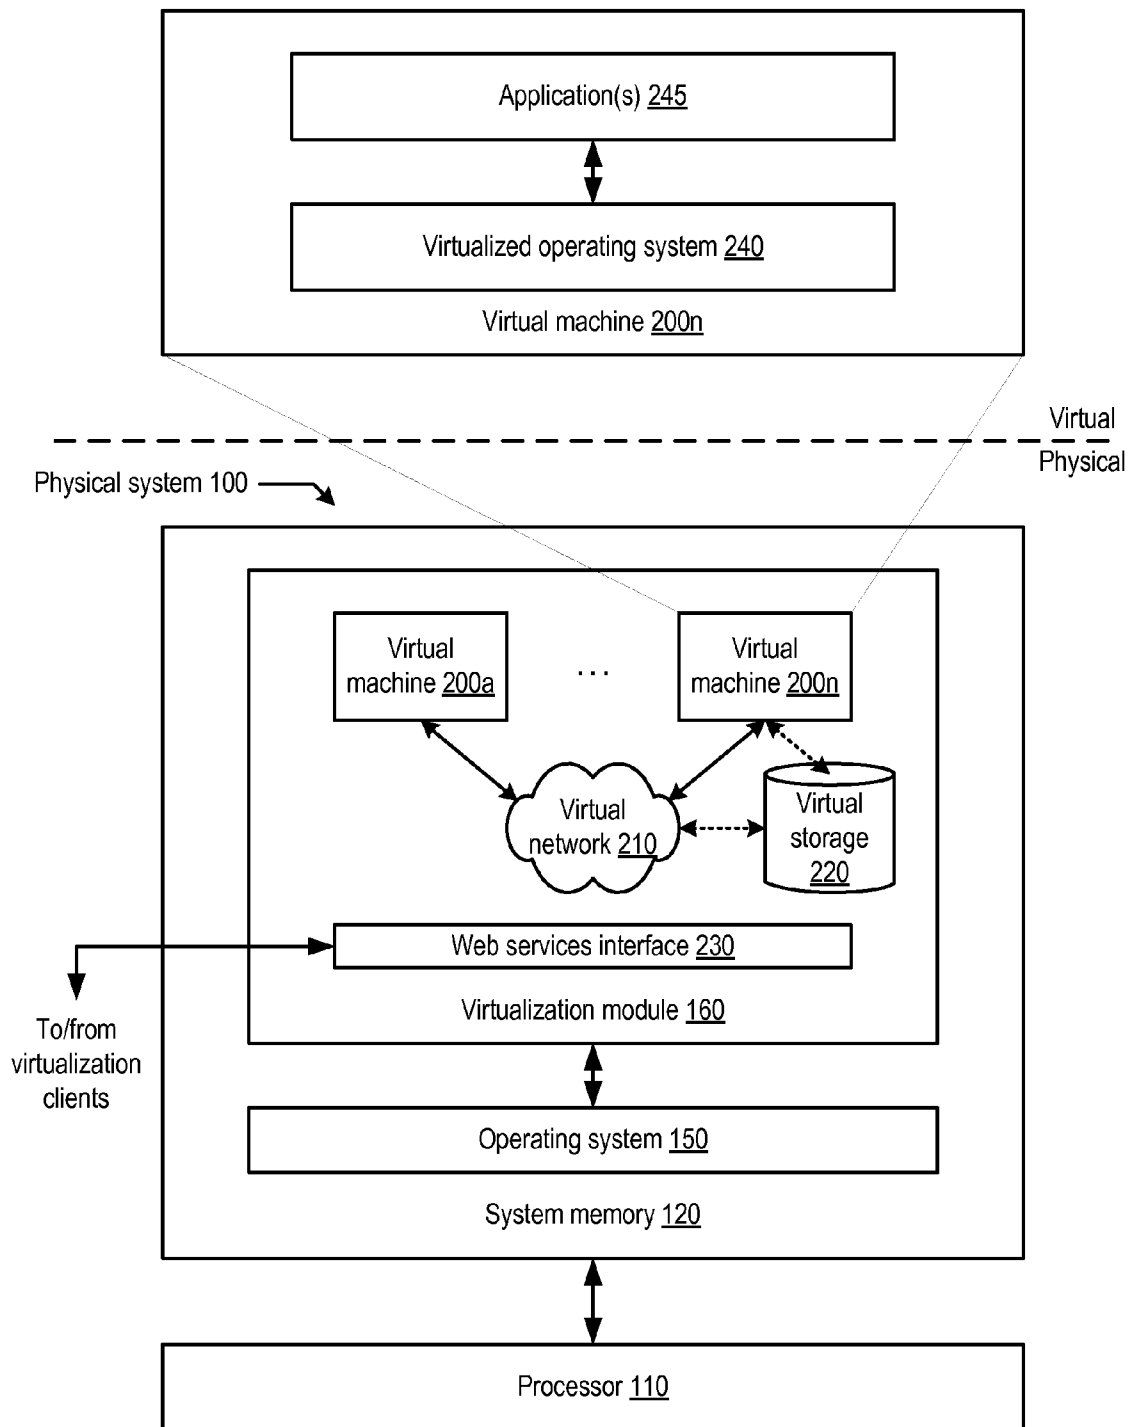 Application(s) 245
Virtualized operating system 240
Virtual machine 200n
Virtual
Physical
Physical system 100
Virtual
machine 200a
...
Virtual
machine 200n
Virtual
network 210
Virtual
storage
220
Web services interface 230
Virtualization module 160
To/from
virtualization
clients
Operating system 150
System memory 120
Processor 110